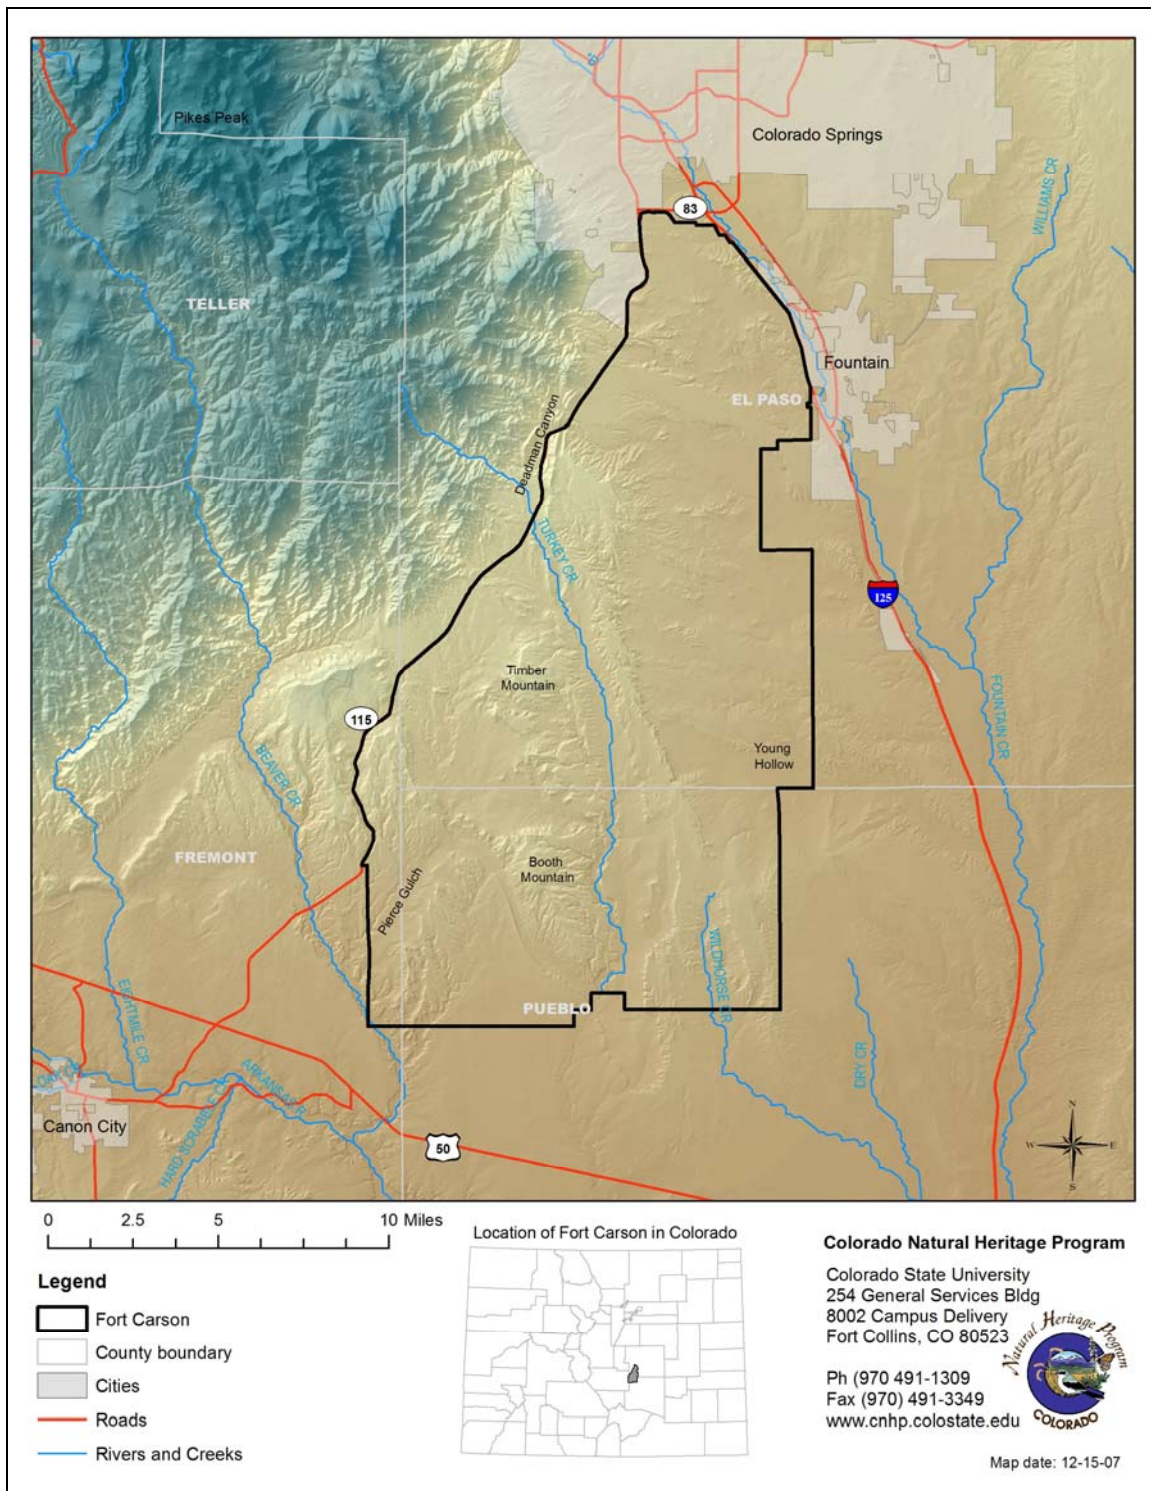 Pikes Peak
Colorado Springs
WILLIAMS CR
83
TELLER
Fountain
EL PASO
Deadman Canyon
TURKEY CR
I25
Timber
Mountain
115
FOUNTAIN CR
Young
Hollow
BEAVER CR
FREMONT
Booth
Mountain
Pierce Gulch
WILDHORSE CR
EIGHTMILE CR
PUEBLO
DRY CR
OAK CR
ARKANSAS R
HARD SCRABBLE CR
Canon City
50
N
W
E
S
0 2.5 5 10 Miles
Location of Fort Carson in Colorado
Legend
Fort Carson
County boundary
Cities
Roads
Rivers and Creeks
Colorado Natural Heritage Program
Colorado State University
254 General Services Bldg
8002 Campus Delivery
Fort Collins, CO 80523
Ph (970 491-1309
Fax (970) 491-3349
www.cnhp.colostate.edu
Natural Heritage Program
COLORADO
Map date: 12-15-07